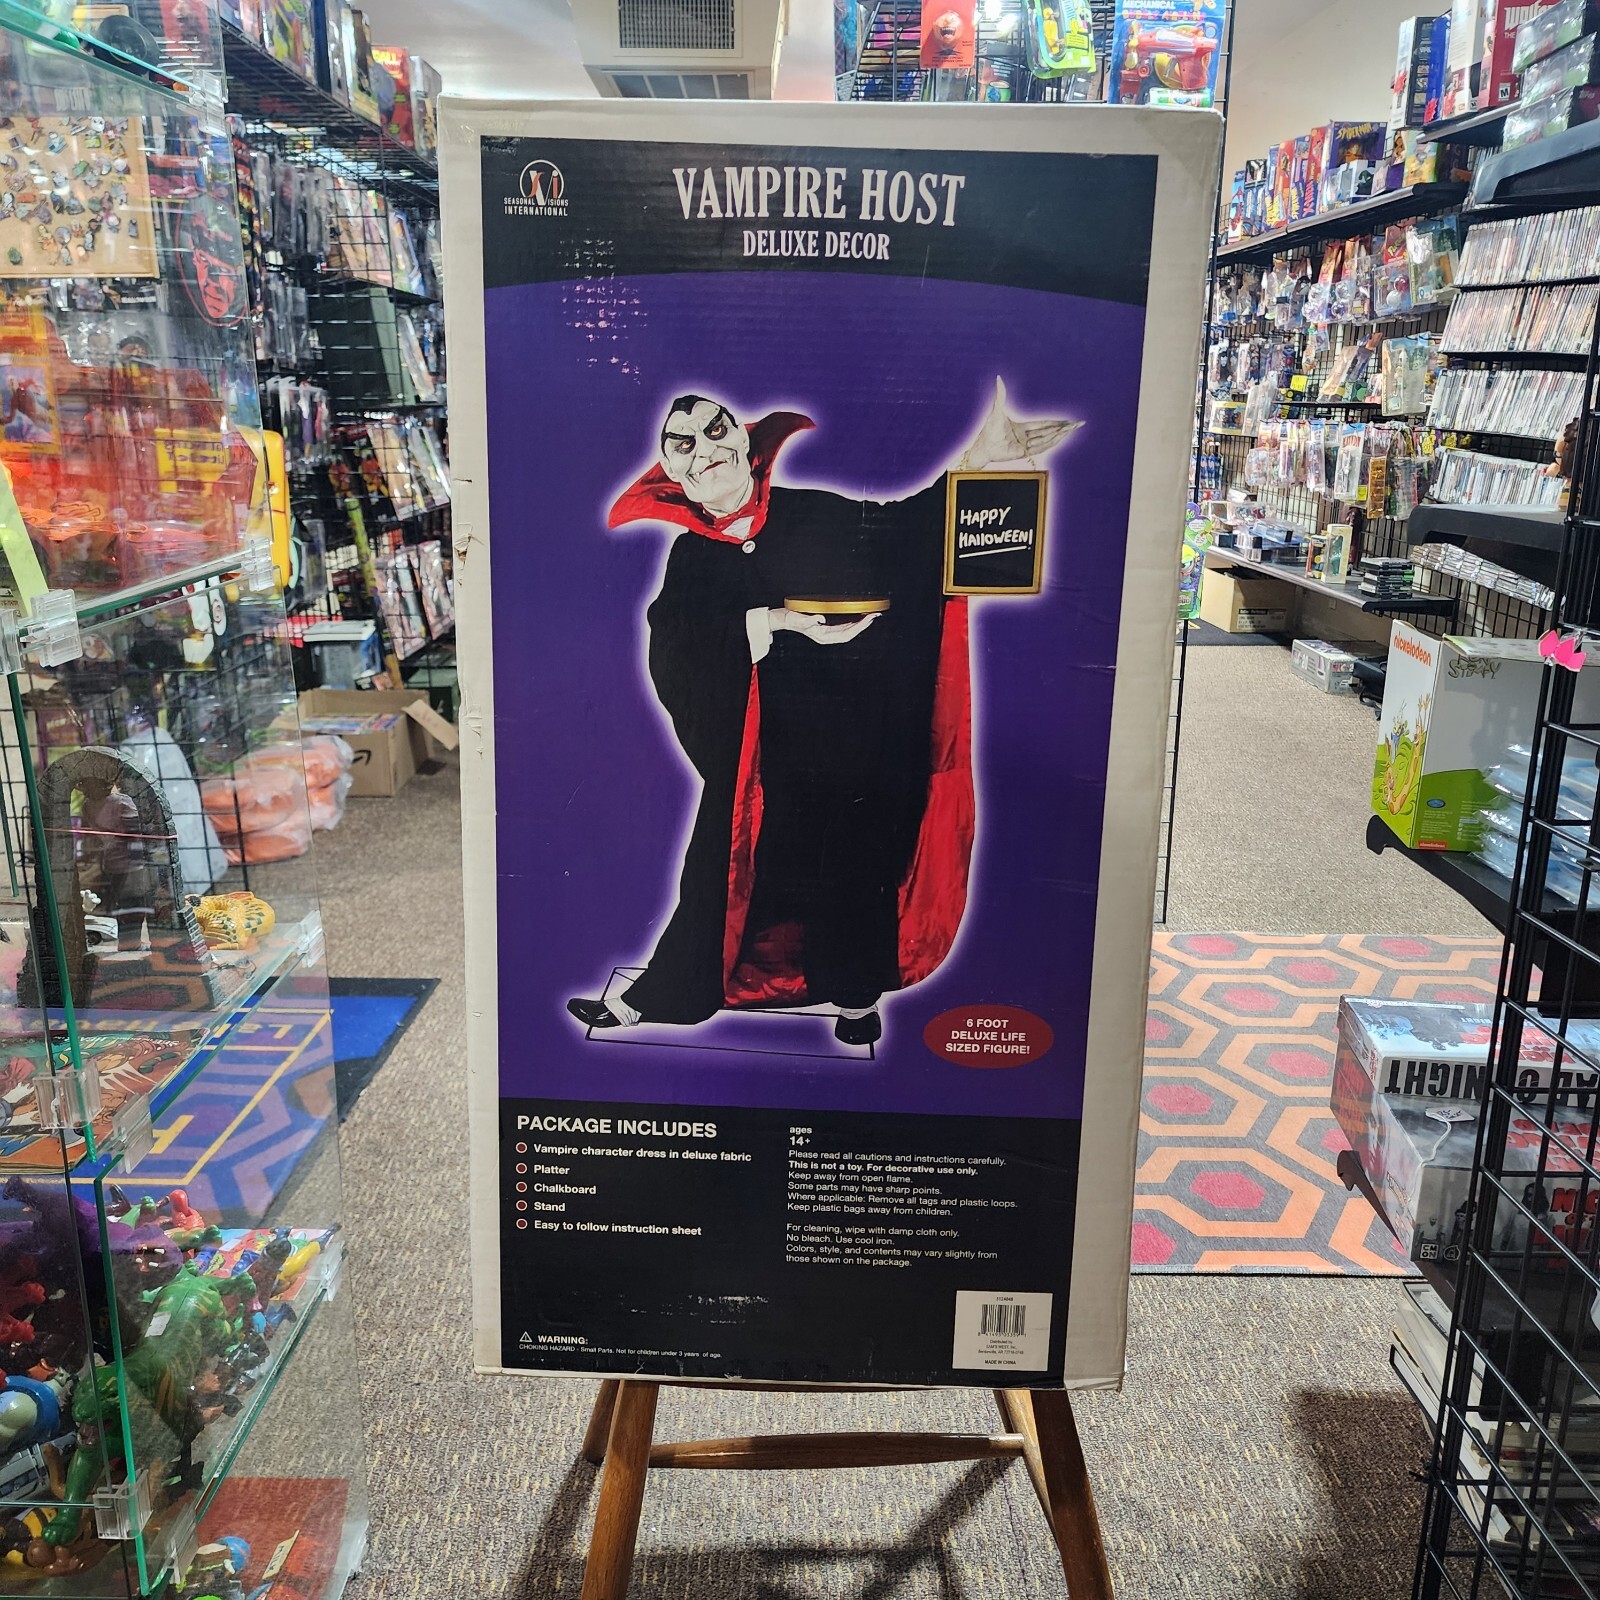 MECHANICAL
SPIDER-MAN
SEASONAL VISIONS
INTERNATIONAL
VAMPIRE HOST
DELUXE DECOR
HAPPY
HALLOWEEN!
nickelodeon
6 FOOT
DELUXE LIFE
SIZED FIGURE!
PACKAGE INCLUDES
Vampire character dress in deluxe fabric
Platter
Chalkboard
Stand
Easy to follow instruction sheet
ages
14+
Please read all cautions and instructions carefully.
This is not a toy. For decorative use only.
Keep away from open flame.
Some parts may have sharp points.
Where applicable: Remove all tags and plastic loops.
Keep plastic bags away from children.
For cleaning, wipe with damp cloth only.
No bleach. Use cool iron.
Colors, style, and contents may vary slightly from
those shown on the package.
WARNING:
CHOKING HAZARD - Small Parts. Not for children under 3 years of age.
Distributed by:
MADE IN CHINA
NIGHT